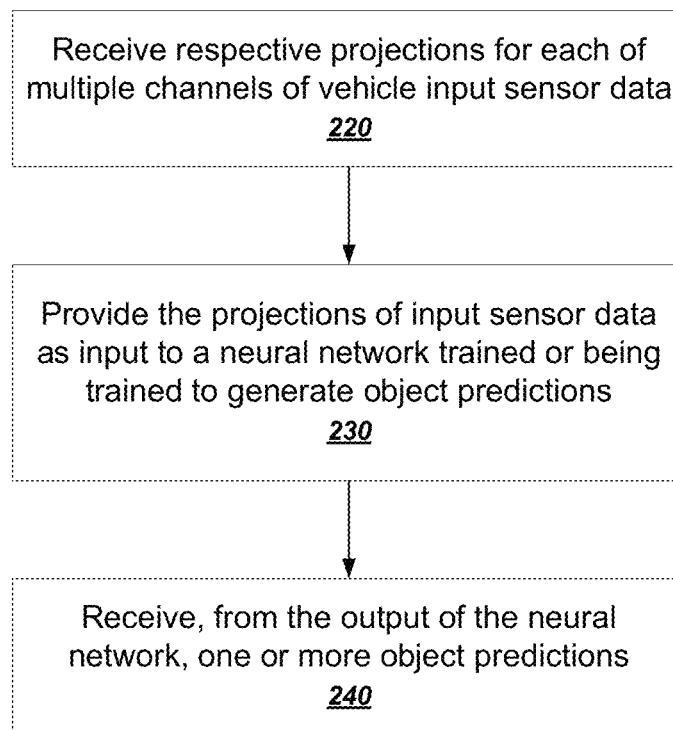 Receive respective projections for each of
multiple channels of vehicle input sensor data
220
Provide the projections of input sensor data
as input to a neural network trained or being
trained to generate object predictions
230
Receive, from the output of the neural
network, one or more object predictions
240